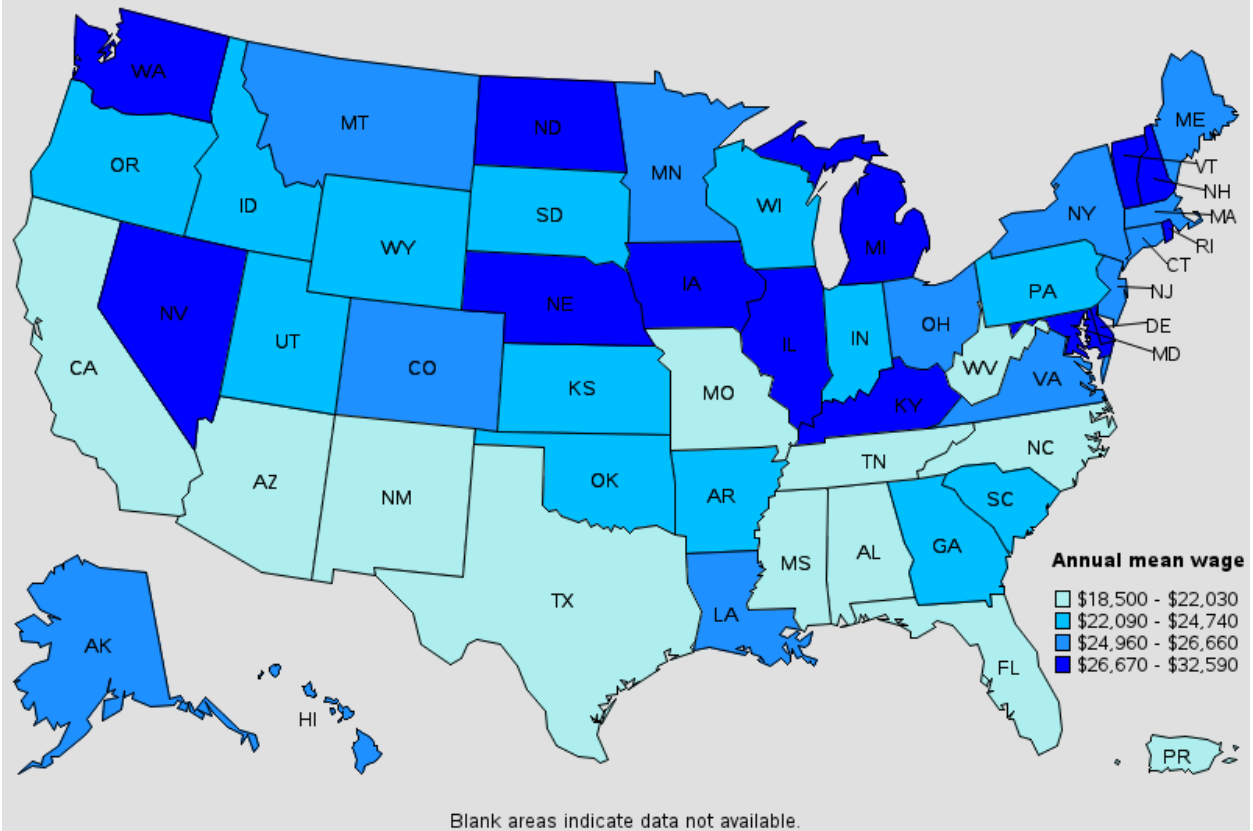 WA
MT
ND
MN
ME
OR
ID
SD
WI
VT
NH
WY
NY
MA
MI
RI
CT
NV
NE
IA
PA
NJ
UT
CO
IL
IN
OH
DE
MD
CA
KS
MO
WV
VA
KY
AZ
NM
OK
AR
TN
NC
SC
TX
MS
AL
GA
LA
FL
AK
HI
PR
Annual mean wage
$18,500 - $22,030
$22,090 - $24,740
$24,960 - $26,660
$26,670 - $32,590
Blank areas indicate data not available.